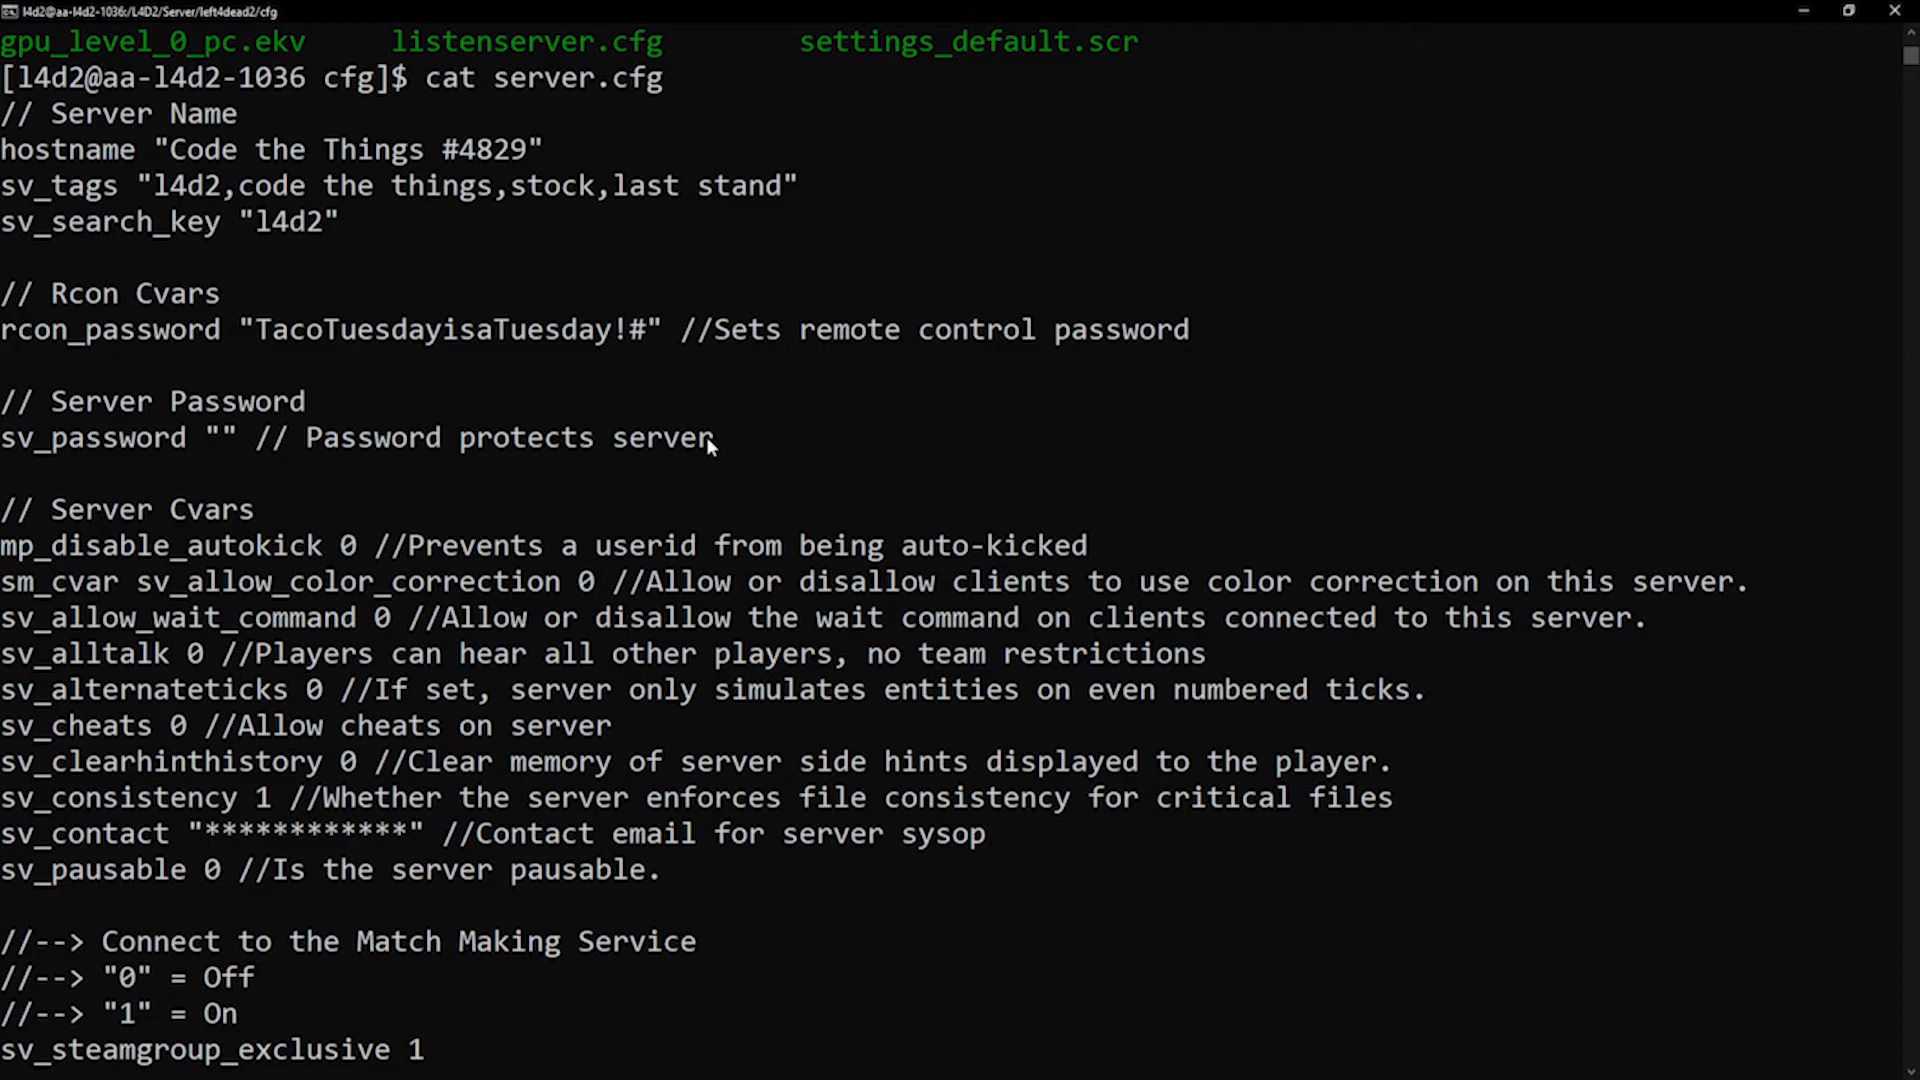 l4d2@aa-l4d2-1036:/L4D2/Server/left4dead2/cfg
gpu_level_0_pc.ekv listenserver.cfg settings_default.scr
[l4d2@aa-l4d2-1036 cfg]$ cat server.cfg
// Server Name
hostname "Code the Things #4829"
sv_tags "l4d2,code the things,stock,last stand"
sv_search_key "l4d2"
// Rcon Cvars
rcon_password "TacoTuesdayisaTuesday!#" //Sets remote control password
// Server Password
sv_password "" // Password protects server
// Server Cvars
mp_disable_autokick 0 //Prevents a userid from being auto-kicked
sm_cvar sv_allow_color_correction 0 //Allow or disallow clients to use color correction on this server.
sv_allow_wait_command 0 //Allow or disallow the wait command on clients connected to this server.
sv_alltalk 0 //Players can hear all other players, no team restrictions
sv_alternateticks 0 //If set, server only simulates entities on even numbered ticks.
sv_cheats 0 //Allow cheats on server
sv_clearhinthistory 0 //Clear memory of server side hints displayed to the player.
sv_consistency 1 //Whether the server enforces file consistency for critical files
sv_contact "************" //Contact email for server sysop
sv_pausable 0 //Is the server pausable.
//--> Connect to the Match Making Service
//--> "0" = Off
//--> "1" = On
sv_steamgroup_exclusive 1